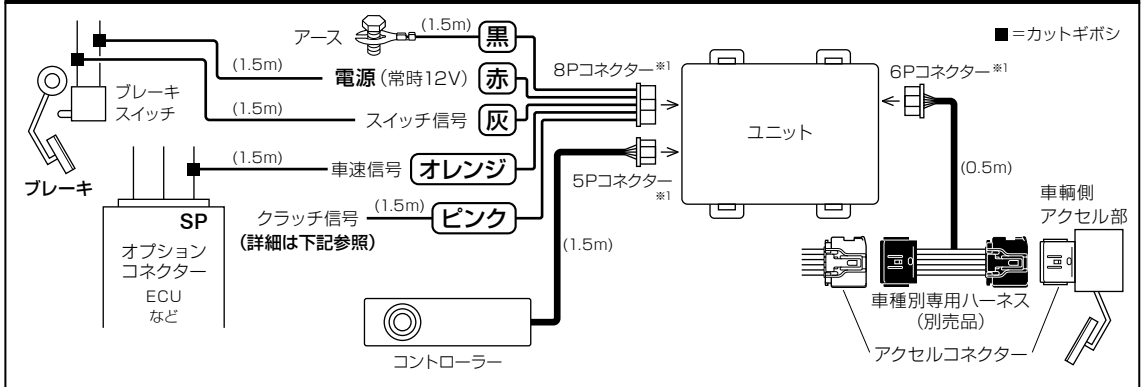 アース
(1.5m)
黒
■=カットギボシ
電源(常時12V)
(1.5m)
赤
8Pコネクター※1
6Pコネクター※1
ブレーキ
スイッチ
(1.5m)
スイッチ信号
灰
ユニット
ブレーキ
(1.5m)
車速信号
オレンジ
5Pコネクター
※1
(0.5m)
SP
オプション
コネクター
ECU
など
クラッチ信号
(詳細は下記参照)
(1.5m)
ピンク
(1.5m)
車輌側
アクセル部
車種別専用ハーネス
(別売品)
アクセルコネクター
コントローラー